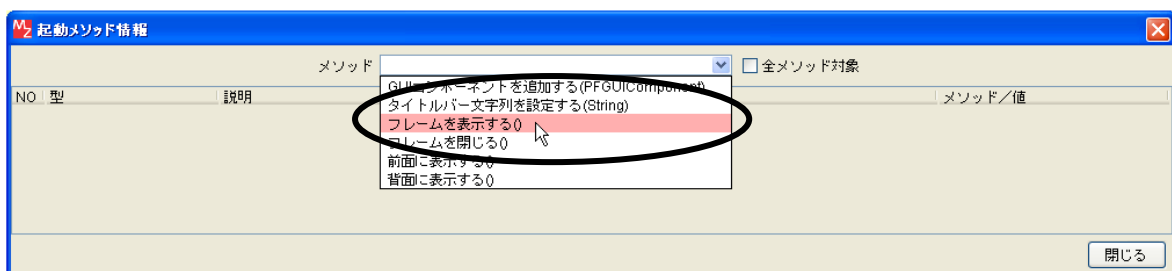 起動メソッド情報
メソッド 全メソッド対象
GUIコンポーネントを追加する(PFGUIComponent)
タイトルバー文字列を設定する(String)
フレームを表示する()
フレームを閉じる()
前面に表示する()
背面に表示する()
NO 型 説明 メソッド/値
閉じる